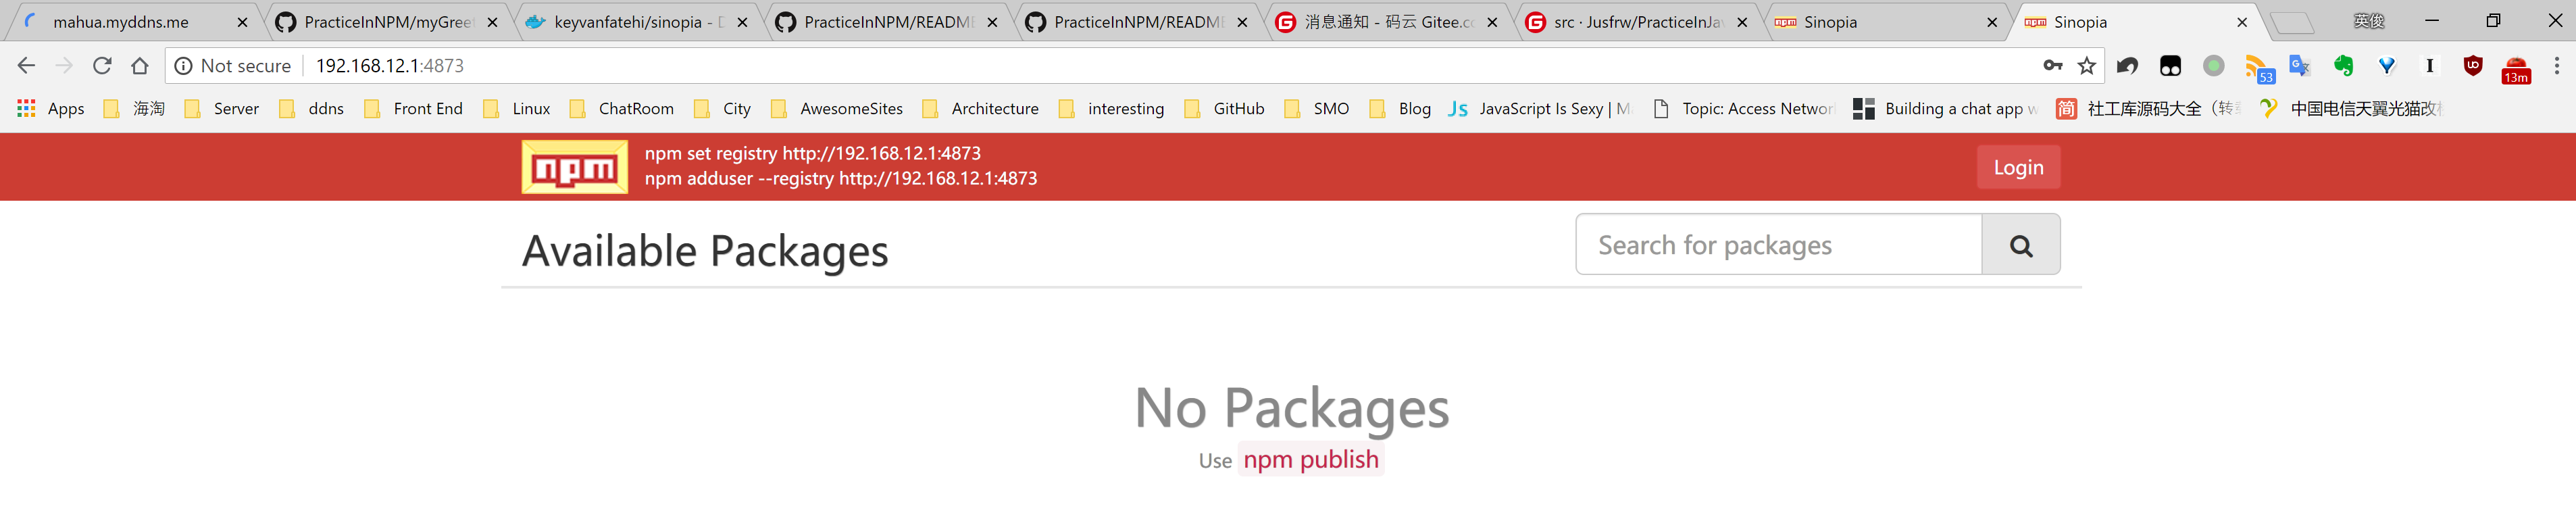 mahua.myddns.me
PracticeInNPM/myGreet
keyvanfatehi/sinopia - D
PracticeInNPM/README
PracticeInNPM/README
消息通知 - 码云 Gitee.co
src · Jusfrw/PracticeInJav
Sinopia
Sinopia
英俊
Not secure
192.168.12.1:4873
53
13m
Apps
海淘
Server
ddns
Front End
Linux
ChatRoom
City
AwesomeSites
Architecture
interesting
GitHub
SMO
Blog
JavaScript Is Sexy | M
Topic: Access Networ
Building a chat app w
社工库源码大全（转
中国电信天翼光猫改
npm
npm set registry http://192.168.12.1:4873
npm adduser --registry http://192.168.12.1:4873
Login
Available Packages
Search for packages
No Packages
Use npm publish